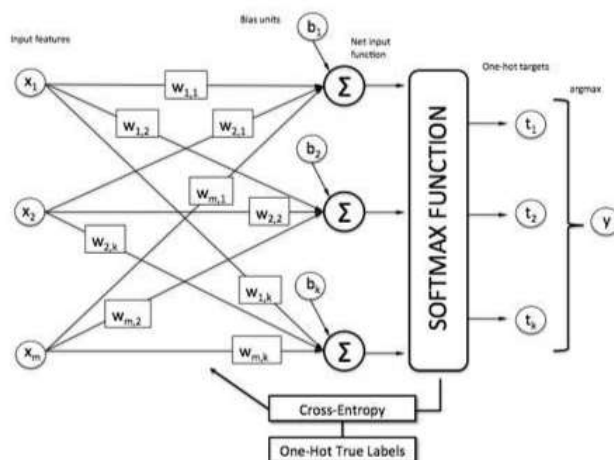 Bias units
b1
Input features
Net input
function
x1
w1,1
Σ
One-hot targets
argmax
w1,2
w2,1
t1
b2
wm,1
x2
w2,2
Σ
SOFTMAX FUNCTION
t2
y
w2,k
bk
w1,k
wm,2
tk
xm
wm,k
Σ
Cross-Entropy
One-Hot True Labels